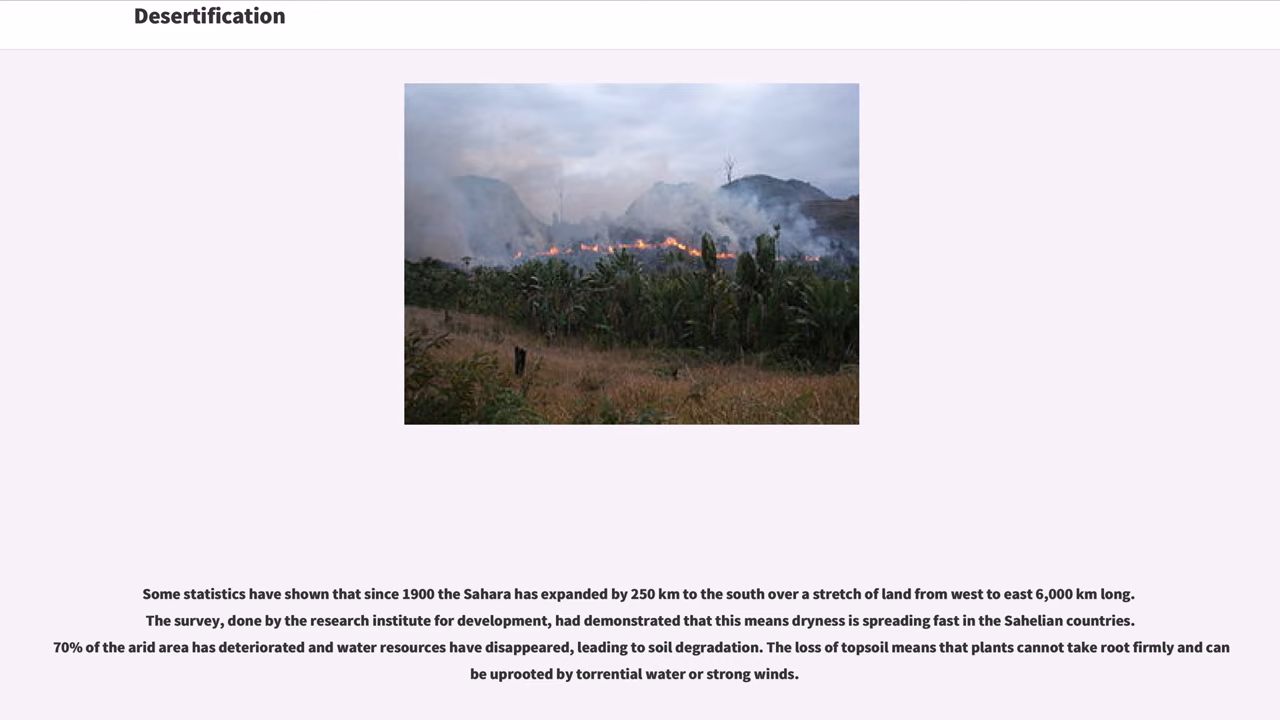 Desertification
Some statistics have shown that since 1900 the Sahara has expanded by 250 km to the south over a stretch of land from west to east 6,000 km long.
The survey, done by the research institute for development, had demonstrated that this means dryness is spreading fast in the Sahelian countries.
70% of the arid area has deteriorated and water resources have disappeared, leading to soil degradation. The loss of topsoil means that plants cannot take root firmly and can
be uprooted by torrential water or strong winds.